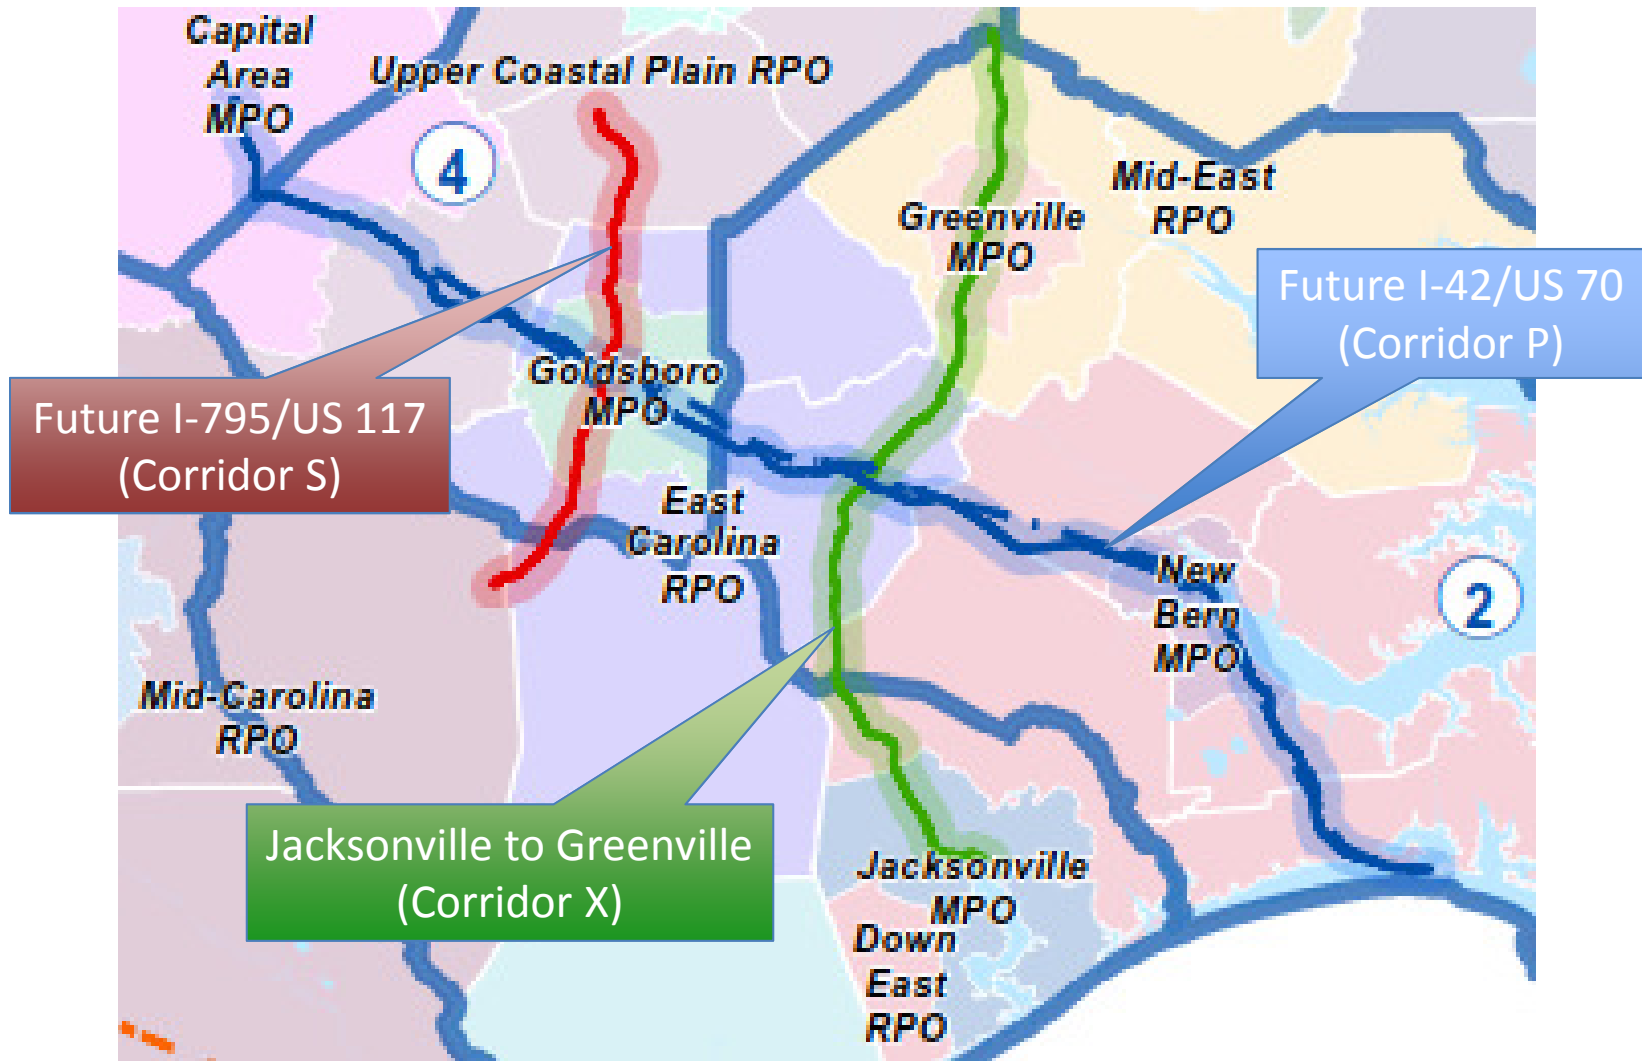 Capital
Area
MPO
Upper Coastal Plain RPO
4
Mid-East
RPO
Greenville
MPO
Future I-42/US 70
(Corridor P)
Goldsboro
MPO
Future I-795/US 117
(Corridor S)
East
Carolina
RPO
New
Bern
MPO
2
Mid-Carolina
RPO
Jacksonville to Greenville
(Corridor X)
Jacksonville
MPO
Down
East
RPO